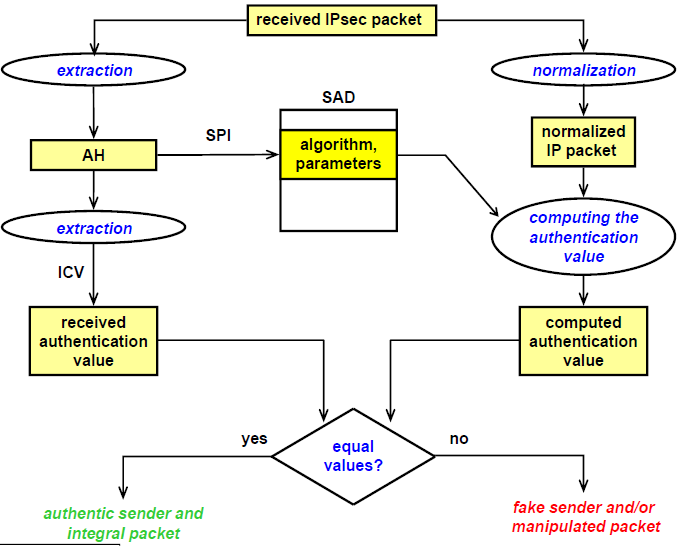 received IPsec packet
extraction
normalization
SAD
SPI
AH
algorithm,
parameters
normalized
IP packet
extraction
computing the
authentication
value
ICV
received
authentication
value
computed
authentication
value
yes
equal
values?
no
authentic sender and
integral packet
fake sender and/or
manipulated packet